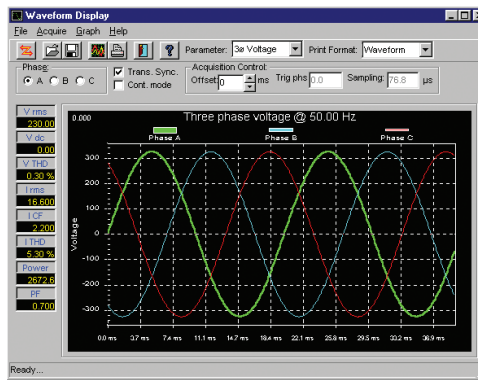 Waveform Display
File Acquire Graph Help
Parameter: 3ø Voltage Print Format: Waveform
Phase: A B C
Trans. Sync.
Cont. mode
Acquisition Control:
Offset: 0 ms Trig phs 0.0 Sampling: 76.8 µs
V rms
230.00
V dc
0.00
V THD
0.30 %
I rms
16.600
I CF
2.200
I THD
5.30 %
Power
2672.6
PF
0.700
0.000 Three phase voltage @ 50.00 Hz
Phase A Phase B Phase C
Voltage
300
200
100
0
-100
-200
-300
0.0 ms 3.7 ms 7.4 ms 11.1 ms 14.7 ms 18.4 ms 22.1 ms 25.8 ms 29.5 ms 33.2 ms 36.9 ms
Ready...